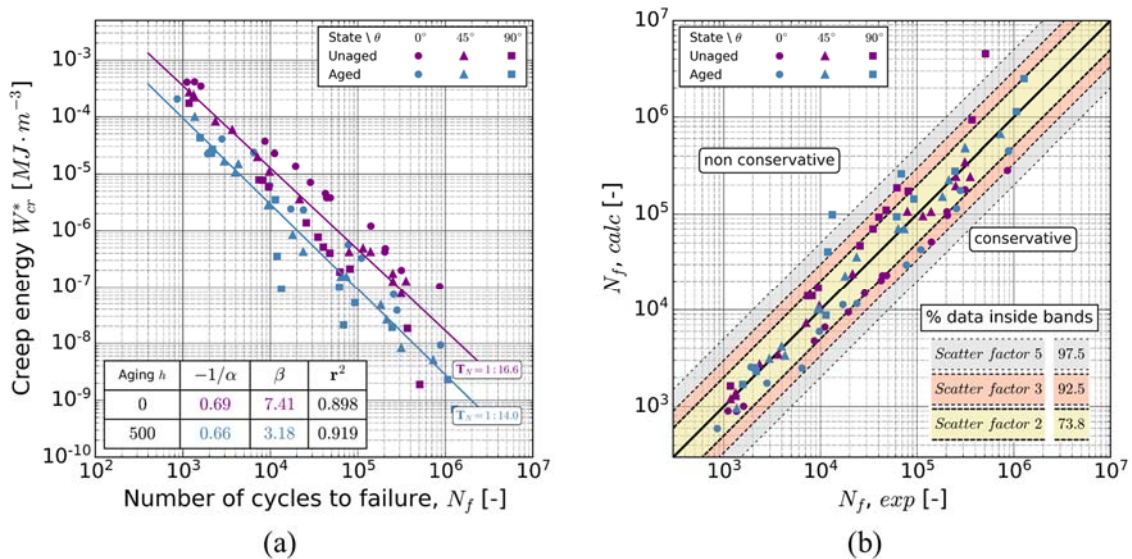 State \ θ 0° 45° 90°
Unaged
Aged
10^-3
10^-4
10^-5
10^-6
10^-7
10^-8
10^-9
10^-10
Creep energy W*cr [MJ·m^-3]
T_N = 1 : 16.6
T_N = 1 : 14.0
Aging h −1/α β r²
0 0.69 7.41 0.898
500 0.66 3.18 0.919
10^2 10^3 10^4 10^5 10^6 10^7
Number of cycles to failure, N_f [-]
(a)
State \ θ 0° 45° 90°
Unaged
Aged
10^7
10^6
10^5
10^4
10^3
N_f, calc [-]
non conservative
conservative
% data inside bands
Scatter factor 5 97.5
Scatter factor 3 92.5
Scatter factor 2 73.8
10^3 10^4 10^5 10^6 10^7
N_f, exp [-]
(b)